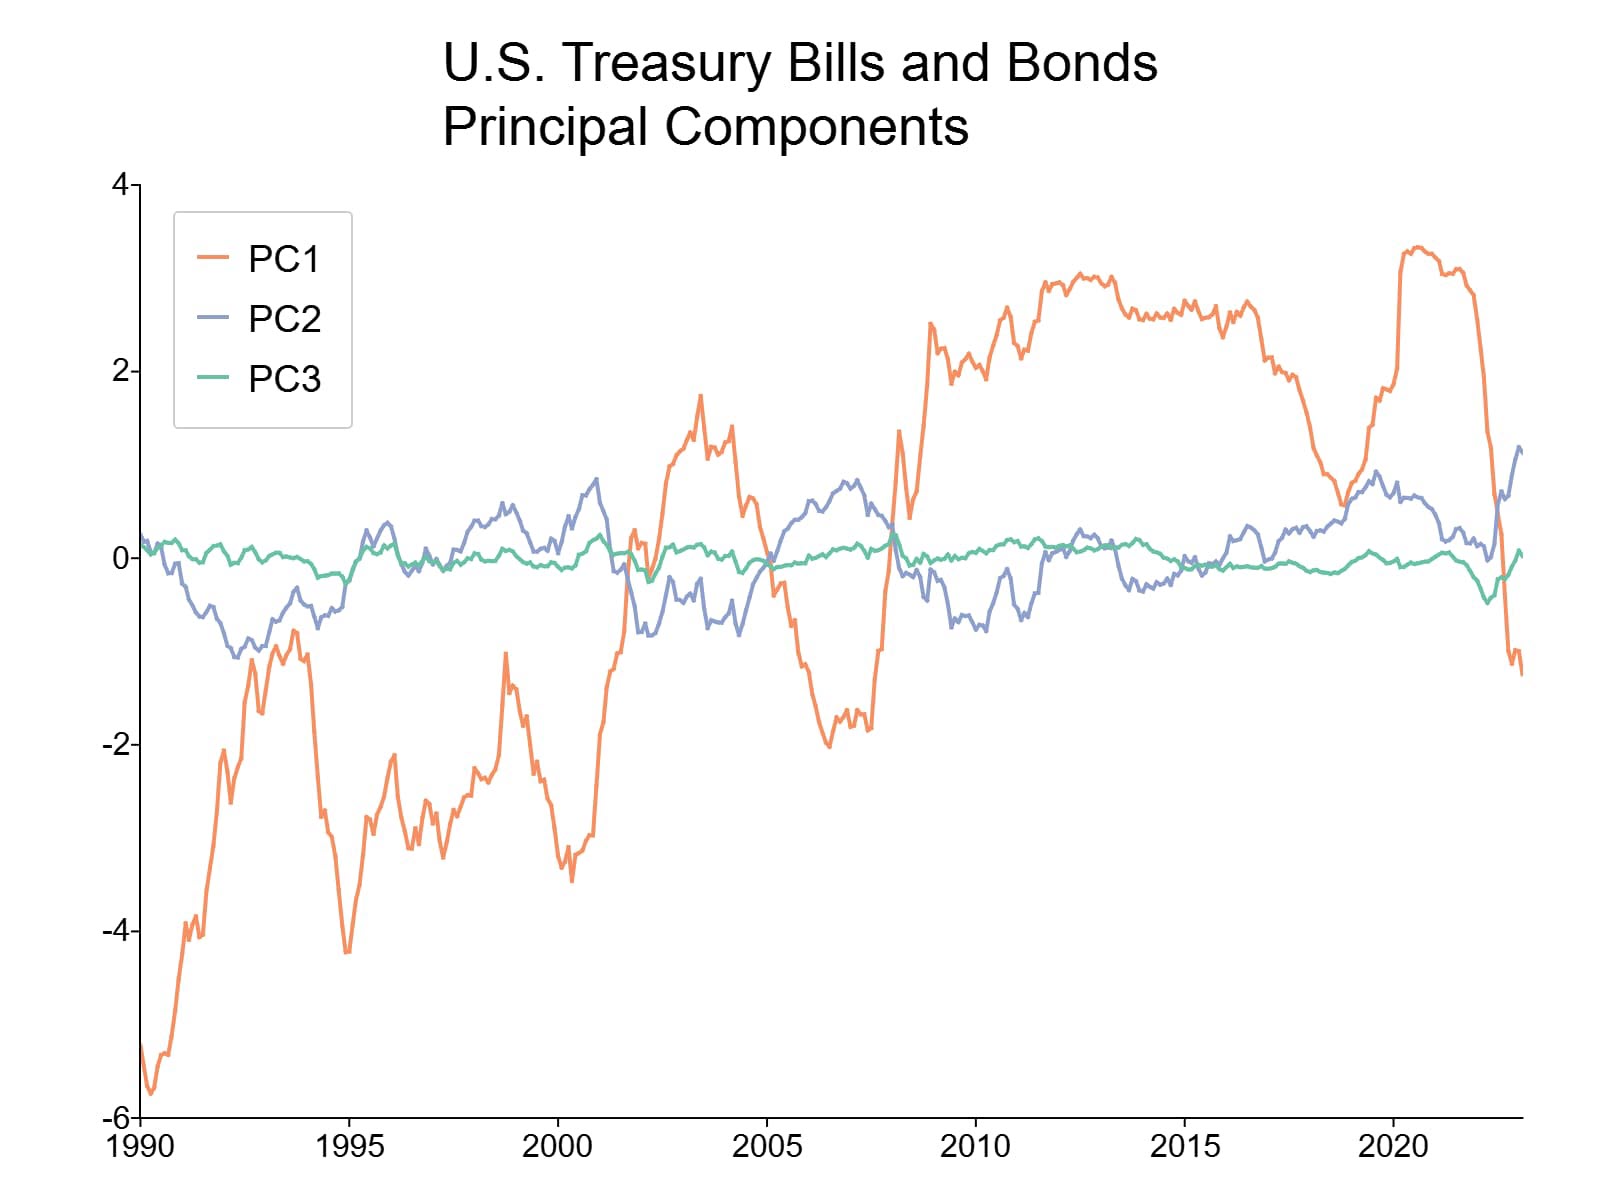 U.S. Treasury Bills and Bonds
Principal Components
4
PC1
PC2
PC3
2
0
-2
-4
-6
1990 1995 2000 2005 2010 2015 2020